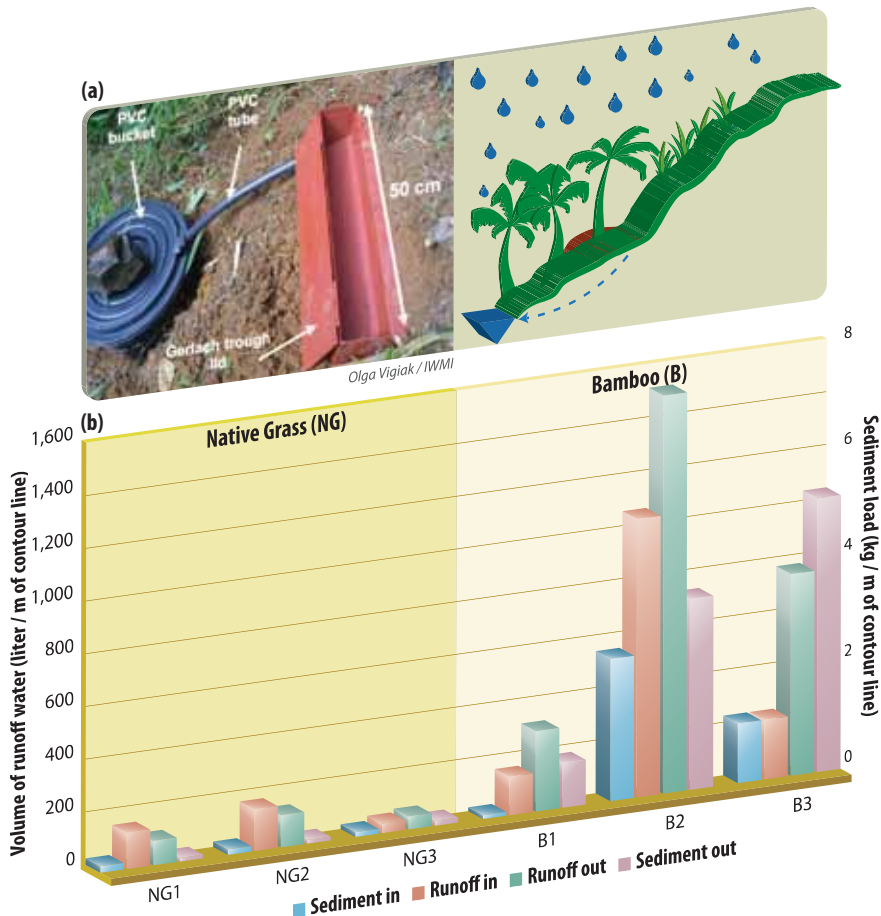 (a)
PVC
bucket
PVC
tube
50 cm
Gerlach trough
lid
Olga Vigiak / IWMI
(b)
Native Grass (NG)
Bamboo (B)
Volume of runoff water (liter / m of contour line)
1,600
1,400
1,200
1,000
800
600
400
200
0
8
6
4
2
0
Sediment load (kg / m of contour line)
NG1
NG2
NG3
B1
B2
B3
Sediment in
Runoff in
Runoff out
Sediment out